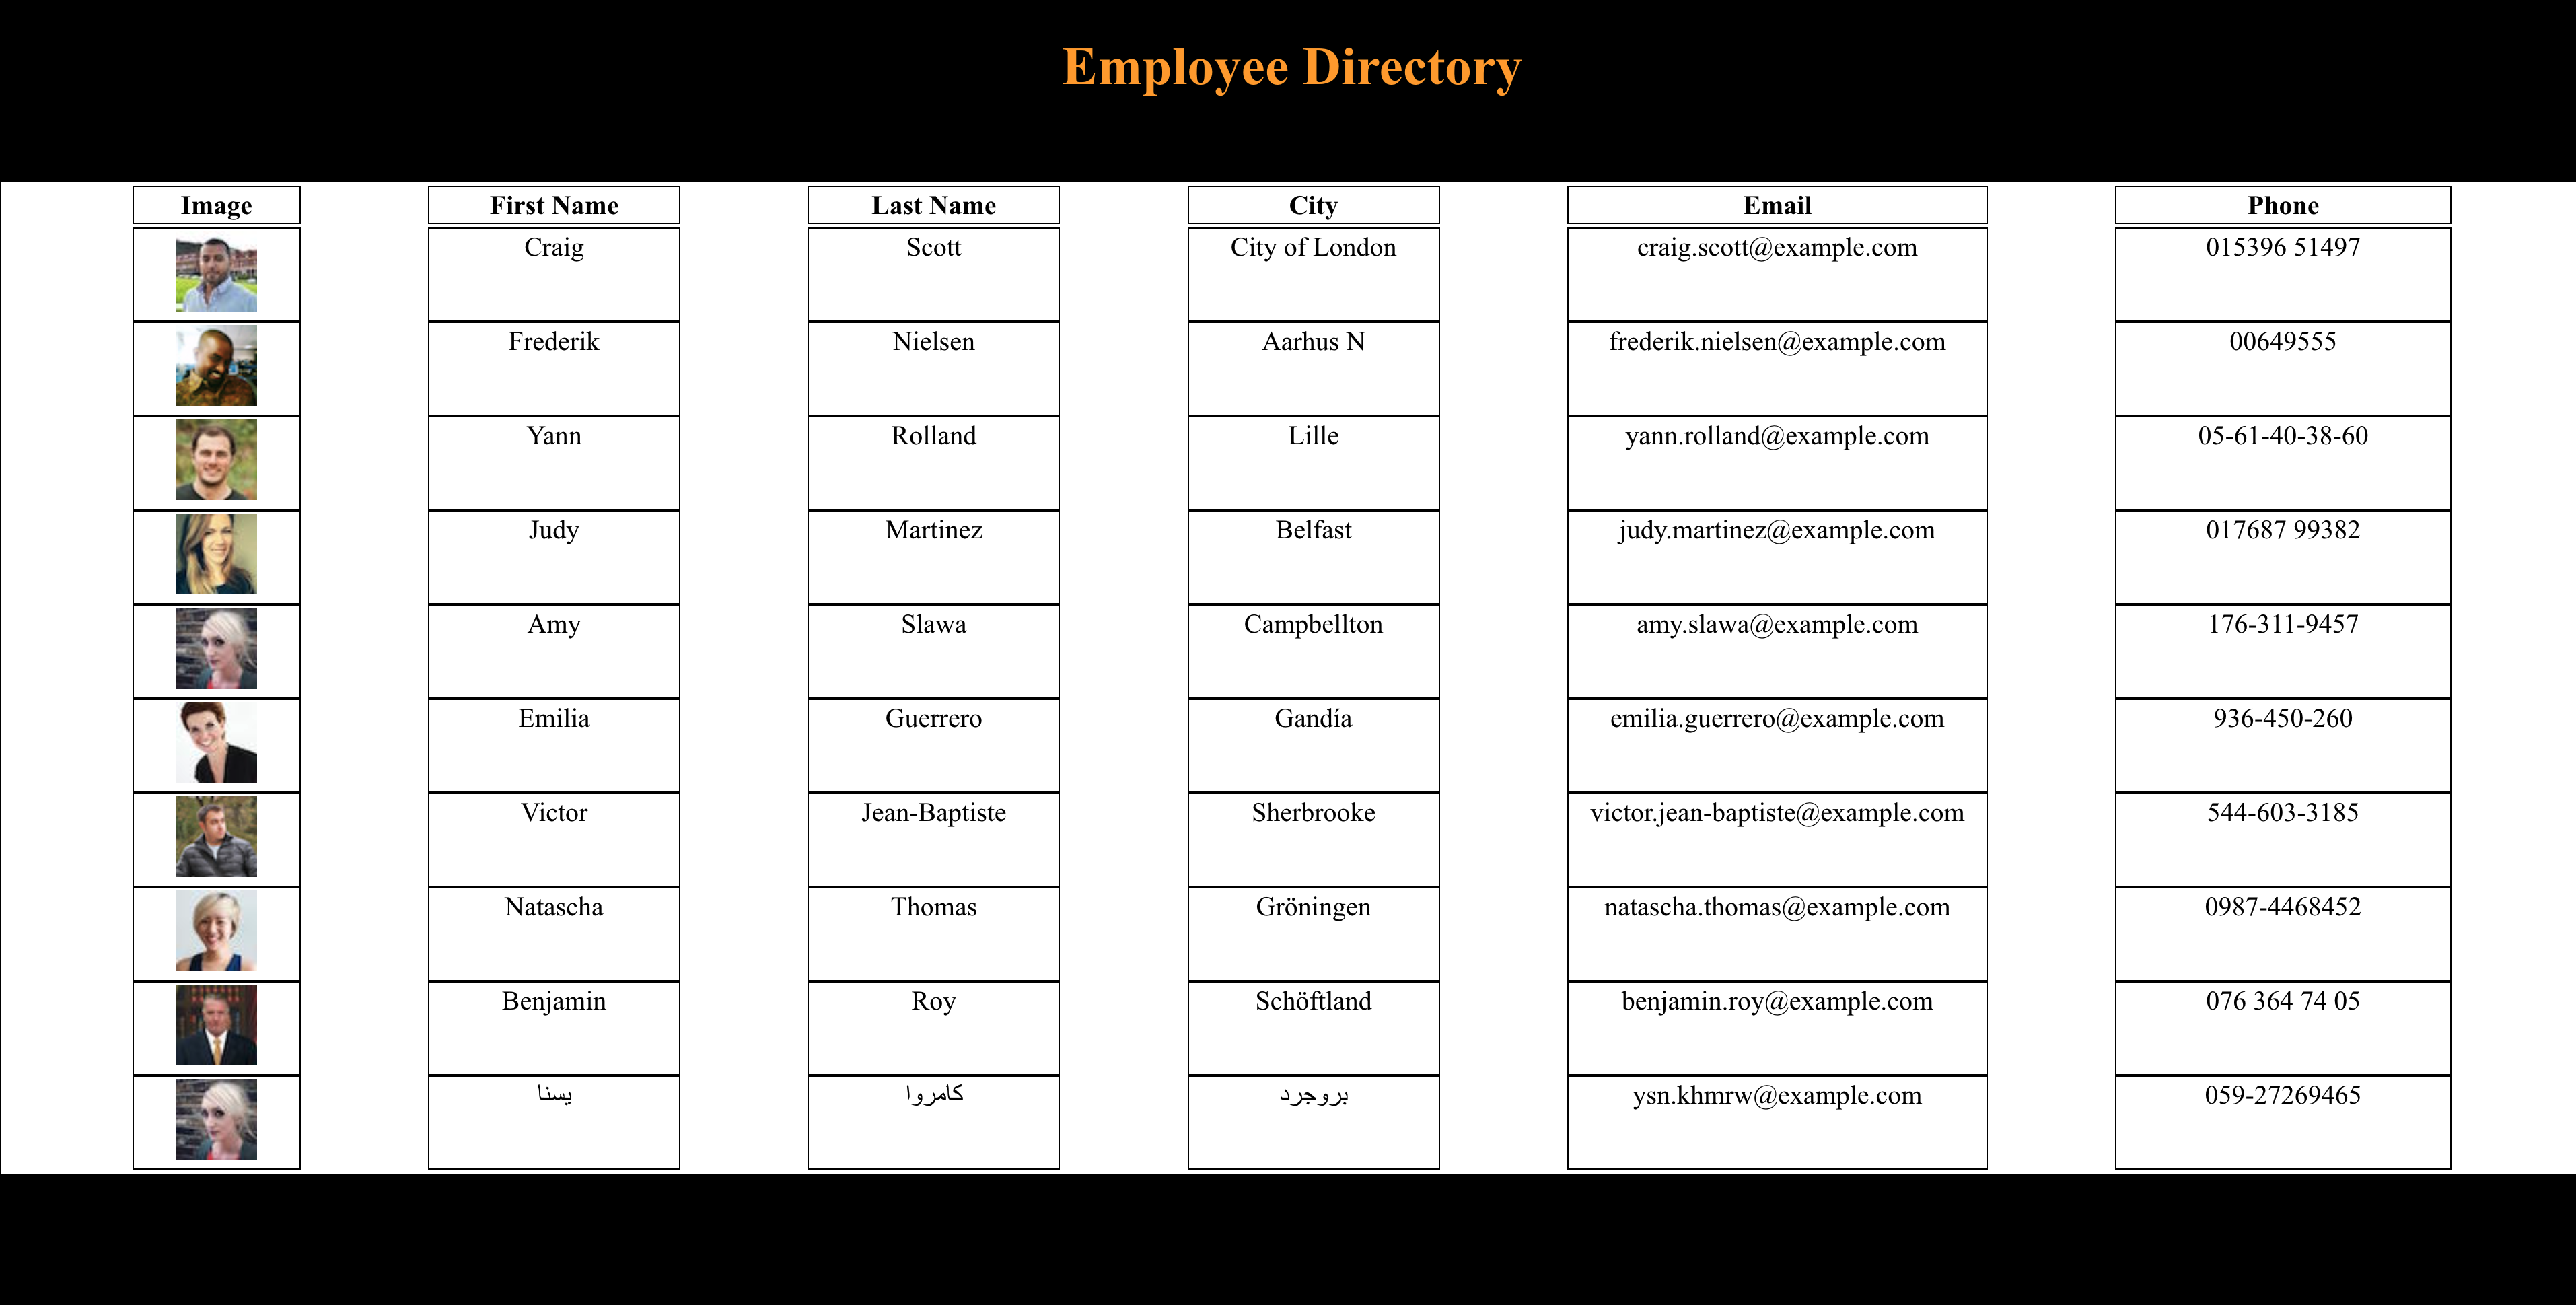 Employee Directory
Image First Name Last Name City Email Phone
Craig Scott City of London craig.scott@example.com 015396 51497
Frederik Nielsen Aarhus N frederik.nielsen@example.com 00649555
Yann Rolland Lille yann.rolland@example.com 05-61-40-38-60
Judy Martinez Belfast judy.martinez@example.com 017687 99382
Amy Slawa Campbellton amy.slawa@example.com 176-311-9457
Emilia Guerrero Gandía emilia.guerrero@example.com 936-450-260
Victor Jean-Baptiste Sherbrooke victor.jean-baptiste@example.com 544-603-3185
Natascha Thomas Gröningen natascha.thomas@example.com 0987-4468452
Benjamin Roy Schöftland benjamin.roy@example.com 076 364 74 05
یسنا کامروا بروجرد ysn.khmrw@example.com 059-27269465